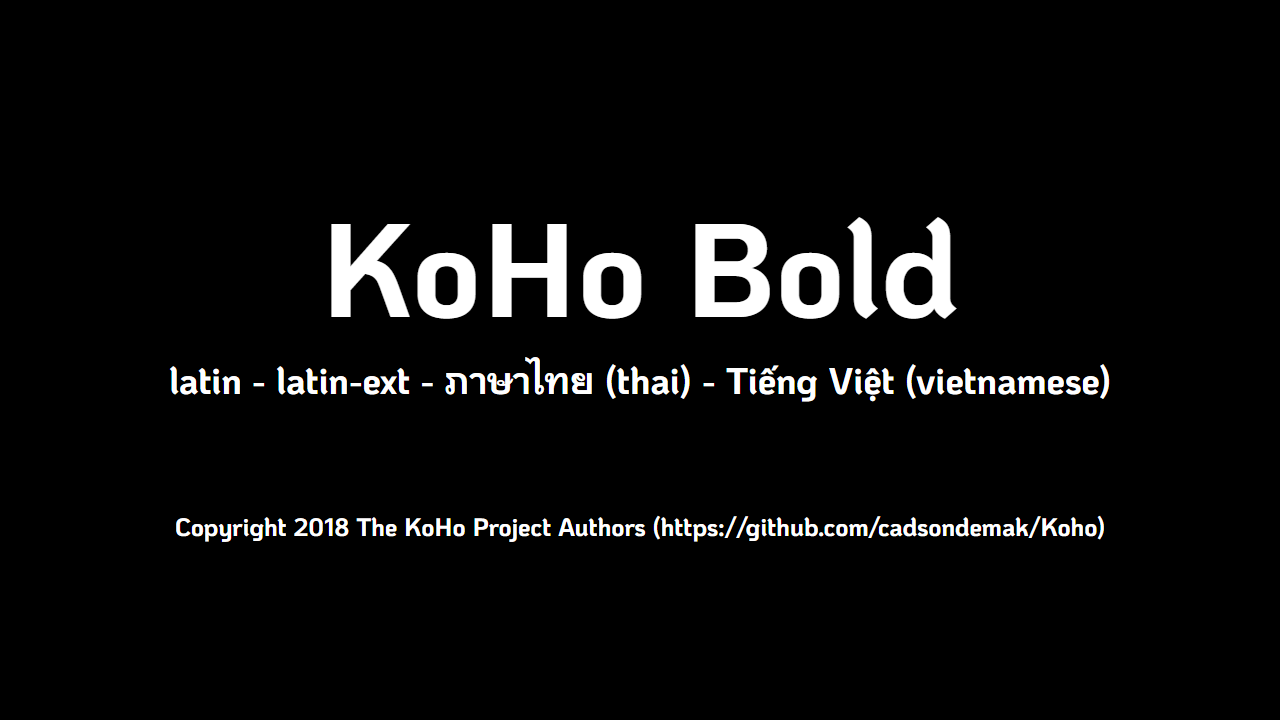 KoHo Bold
latin - latin-ext - ภาษาไทย (thai) - Tiếng Việt (vietnamese)
Copyright 2018 The KoHo Project Authors (https://github.com/cadsondemak/Koho)